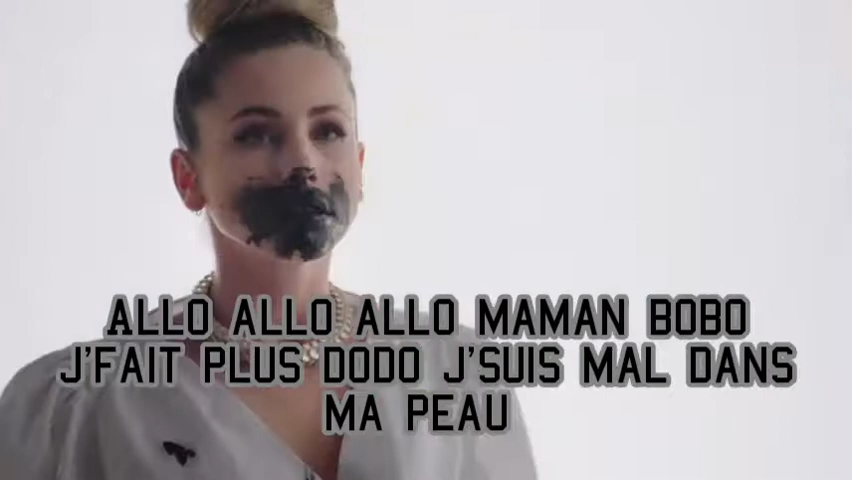 ALLO ALLO ALLO MAMAN BOBO
J'FAIT PLUS DODO J'SUIS MAL DANS
MA PEAU